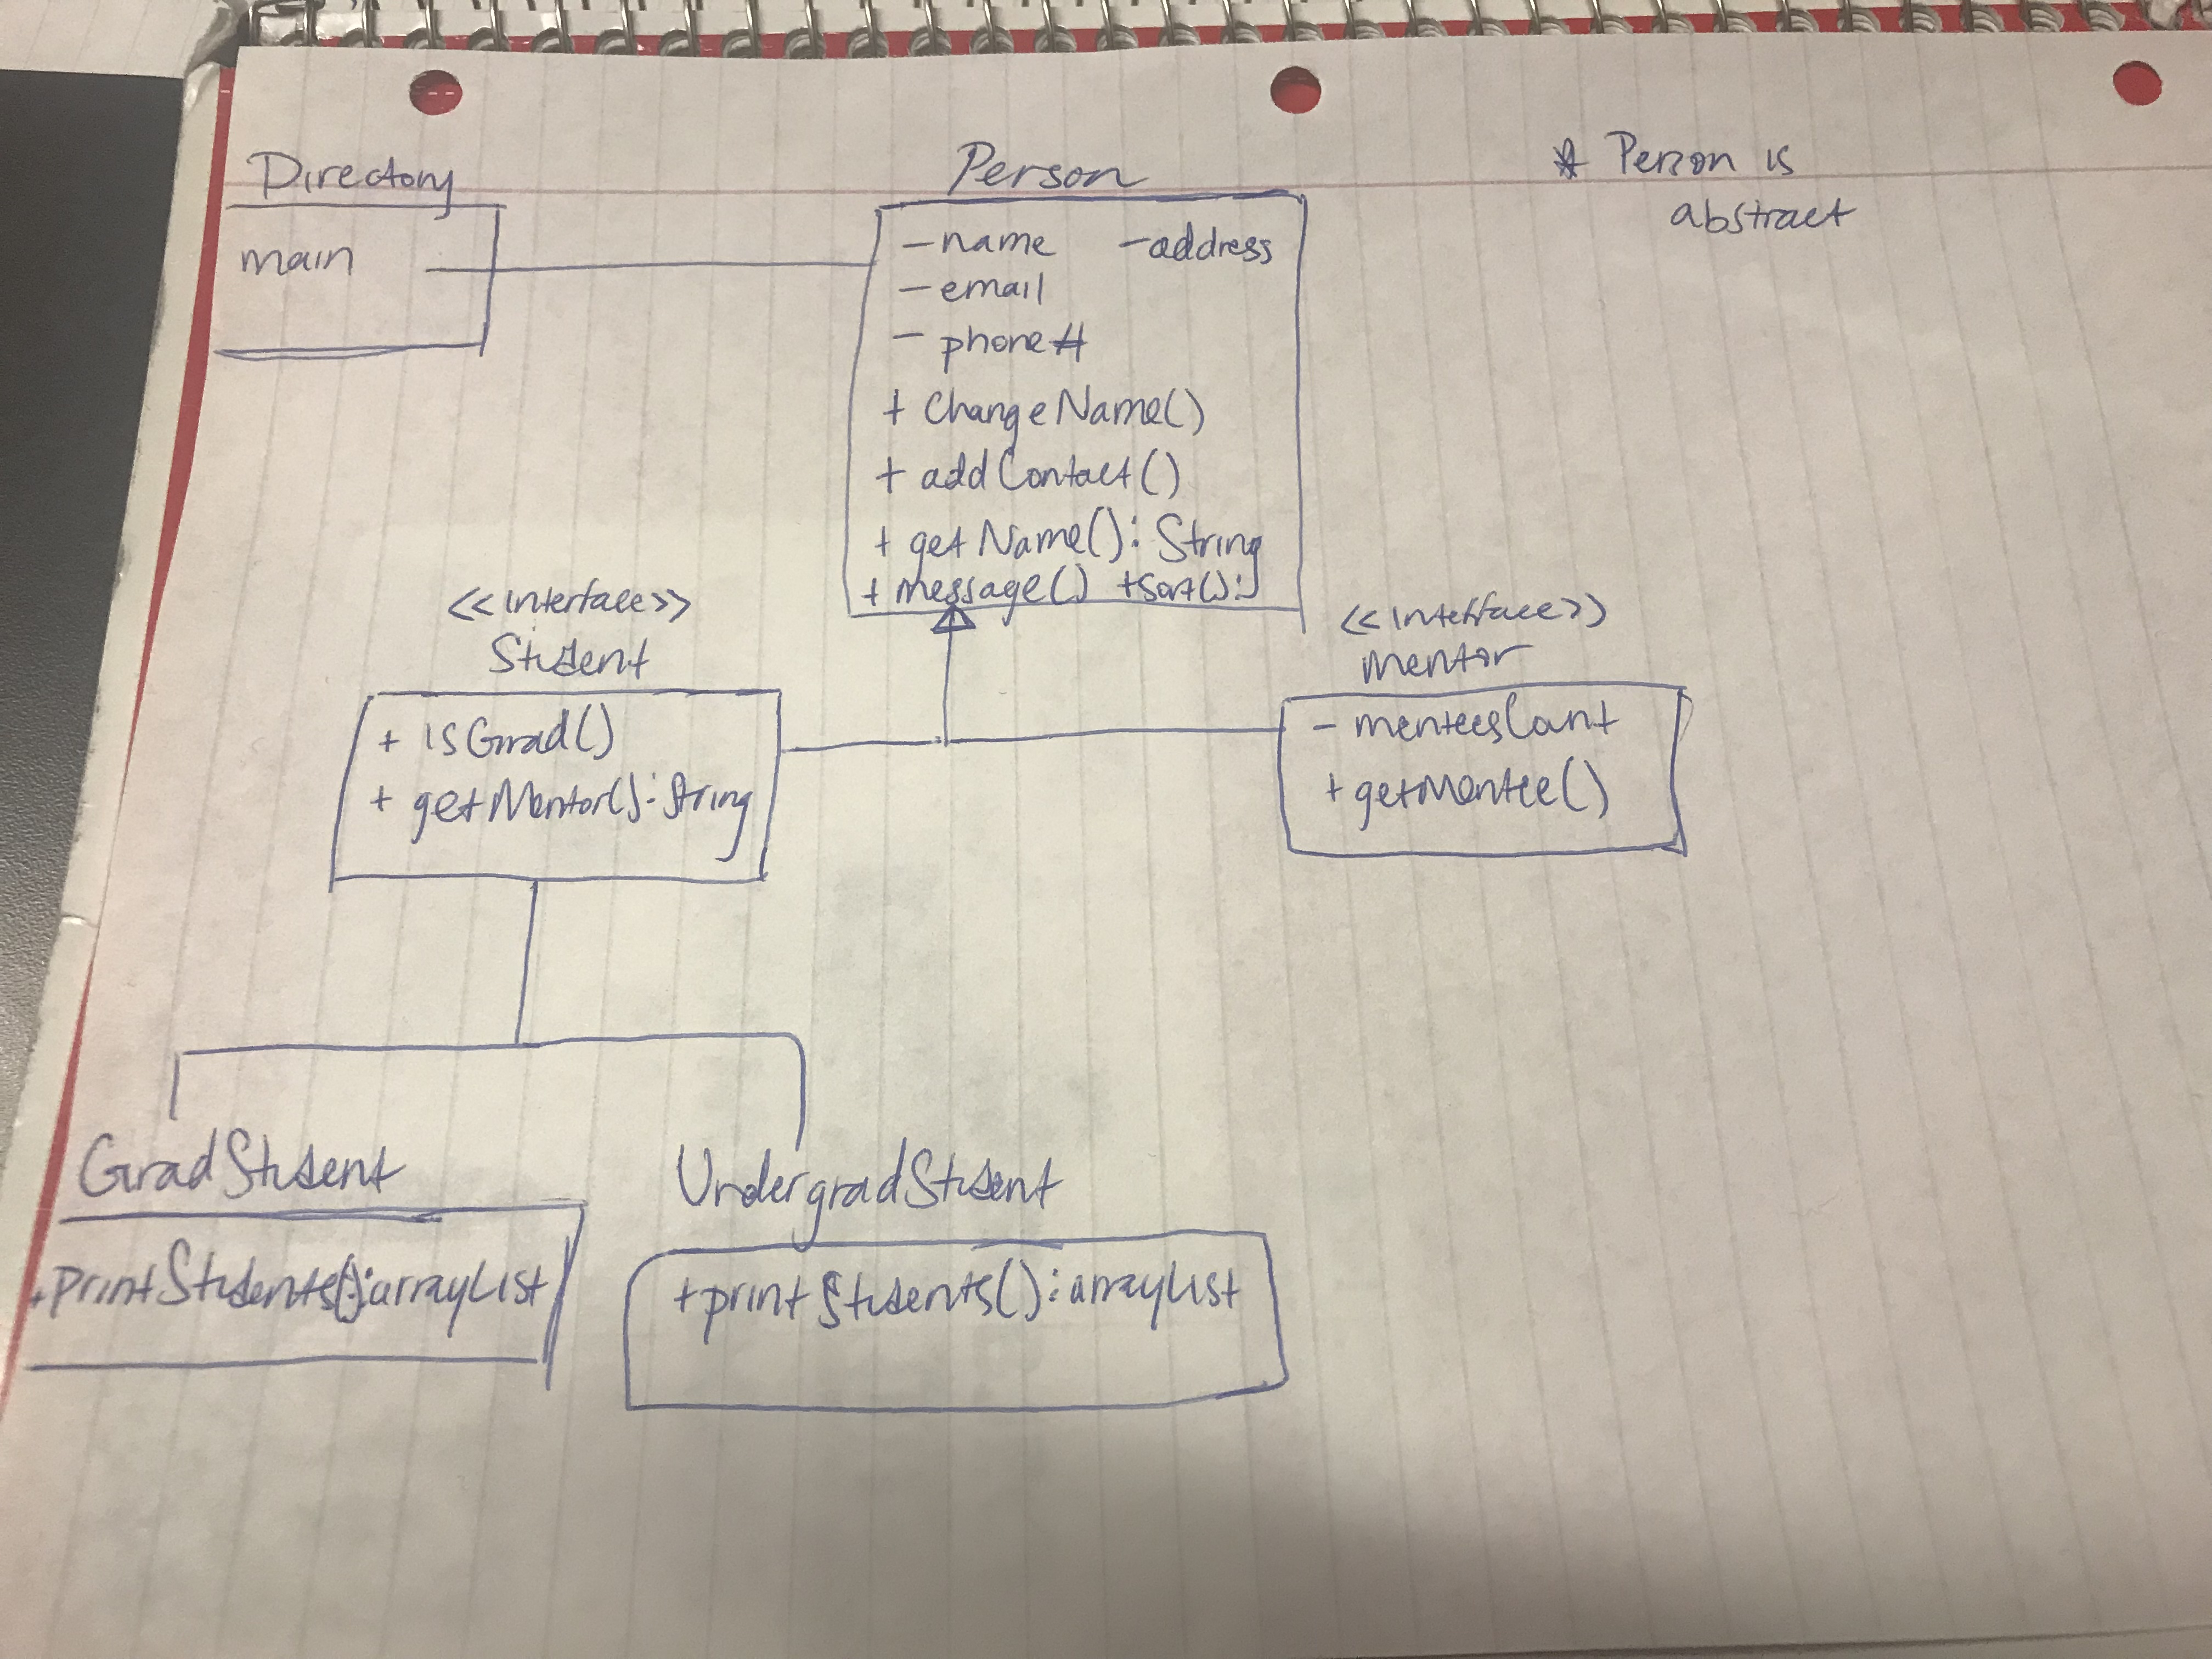 Directory
main
Person
- name - address
- email
- phone#
+ changeName()
+ addContact()
+ getName(): String
+ message() +sort():
* Person is
abstract
<<interface>>
Student
+ isGrad()
+ getMentor(): String
<<interface>>
mentor
- menteesCount
+ getMentee()
GradStudent
+printStudents():arrayList
UndergradStudent
+printStudents():arrayList